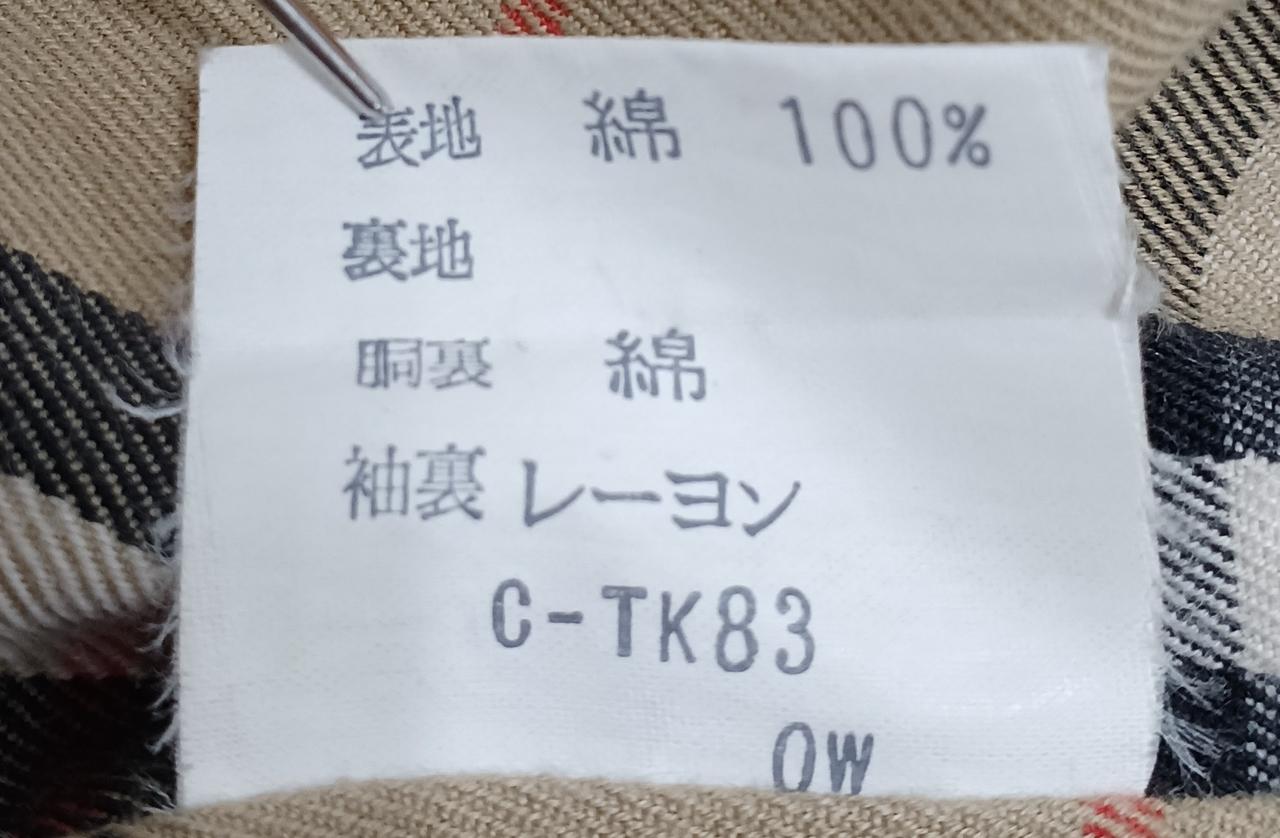 表地 綿 100%
裏地
胴裏 綿
袖裏 レーヨン
C-TK83
OW